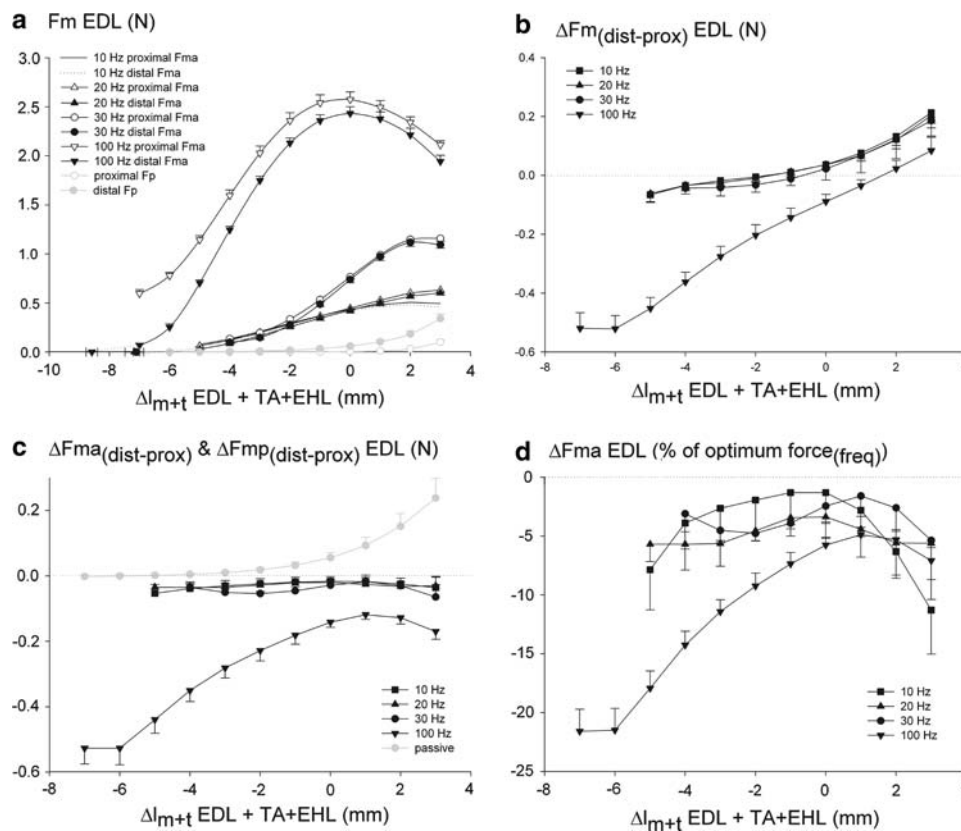 a Fm EDL (N)
3.0
2.5
2.0
1.5
1.0
0.5
0.0
10 Hz proximal Fma
10 Hz distal Fma
20 Hz proximal Fma
20 Hz distal Fma
30 Hz proximal Fma
30 Hz distal Fma
100 Hz proximal Fma
100 Hz distal Fma
proximal Fp
distal Fp
-10 -8 -6 -4 -2 0 2 4
Δlm+t EDL + TA+EHL (mm)
b ΔFm(dist-prox) EDL (N)
0.4
0.2
0.0
-0.2
-0.4
-0.6
10 Hz
20 Hz
30 Hz
100 Hz
-8 -6 -4 -2 0 2 4
Δlm+t EDL + TA+EHL (mm)
c ΔFma(dist-prox) & ΔFmp(dist-prox) EDL (N)
0.2
0.0
-0.2
-0.4
-0.6
10 Hz
20 Hz
30 Hz
100 Hz
passive
-8 -6 -4 -2 0 2 4
Δlm+t EDL + TA+EHL (mm)
d ΔFma EDL (% of optimum force(freq))
0
-5
-10
-15
-20
-25
10 Hz
20 Hz
30 Hz
100 Hz
-8 -6 -4 -2 0 2 4
Δlm+t EDL + TA+EHL (mm)